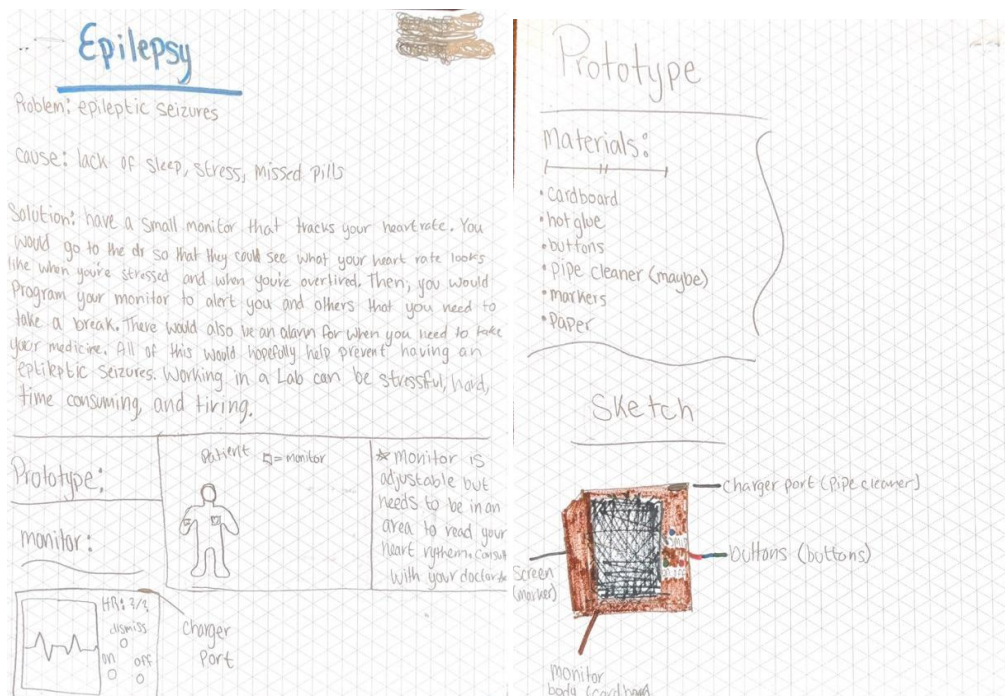 Epilepsy
Problem: epileptic seizures
cause: lack of sleep, stress, missed pills
Solution: have a small monitor that tracks your heartrate. You
would go to the dr so that they could see what your heart rate looks
like when you're stressed and when you're overtired. Then, you would
Program your monitor to alert you and others that you need to
take a break. There would also be an alarm for when you need to take
your medicine. All of this would hopefully help prevent having an
eptileptic seizures. Working in a Lab can be stressful, hard,
time consuming, and tiring.
Prototype:
monitor:
Patient = monitor
* monitor is
adjustable but
needs to be in an
area to read your
heart rythem. consult
with your doctor *
HR:
dismiss
on off
charger
Port
Prototype
materials:
• cardboard
• hot glue
• buttons
• pipe cleaner (maybe)
• markers
• Paper
Sketch
Charger port (Pipe cleaner)
buttons (buttons)
Screen
(marker)
monitor
body (cardboard